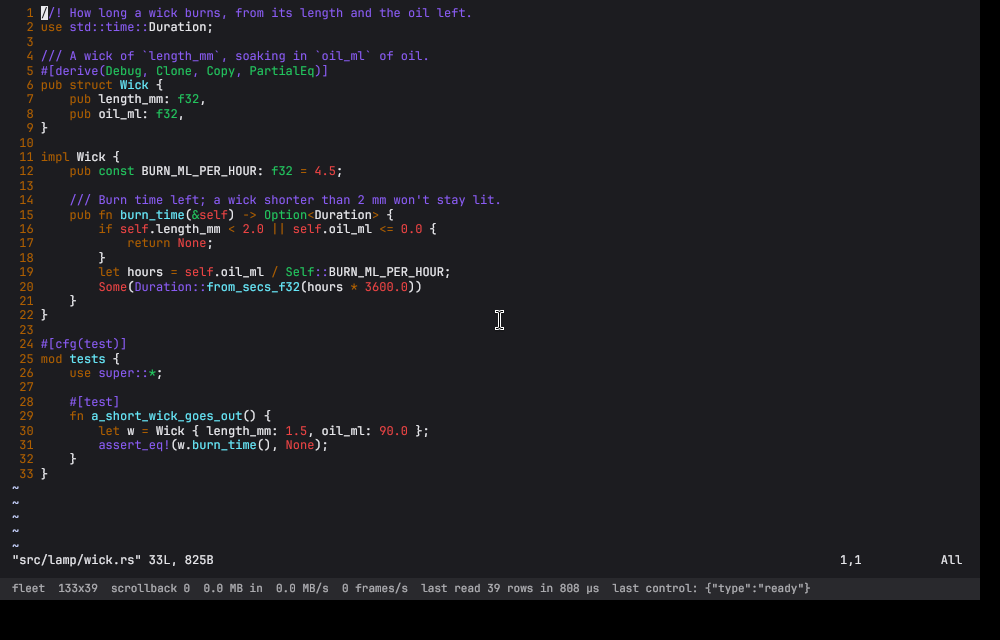 1 //! How long a wick burns, from its length and the oil left.
2 use std::time::Duration;
3
4 /// A wick of `length_mm`, soaking in `oil_ml` of oil.
5 #[derive(Debug, Clone, Copy, PartialEq)]
6 pub struct Wick {
7     pub length_mm: f32,
8     pub oil_ml: f32,
9 }
10
11 impl Wick {
12     pub const BURN_ML_PER_HOUR: f32 = 4.5;
13
14     /// Burn time left; a wick shorter than 2 mm won't stay lit.
15     pub fn burn_time(&self) -> Option<Duration> {
16         if self.length_mm < 2.0 || self.oil_ml <= 0.0 {
17             return None;
18         }
19         let hours = self.oil_ml / Self::BURN_ML_PER_HOUR;
20         Some(Duration::from_secs_f32(hours * 3600.0))
21     }
22 }
23
24 #[cfg(test)]
25 mod tests {
26     use super::*;
27
28     #[test]
29     fn a_short_wick_goes_out() {
30         let w = Wick { length_mm: 1.5, oil_ml: 90.0 };
31         assert_eq!(w.burn_time(), None);
32     }
33 }
~
~
~
~
~
"src/lamp/wick.rs" 33L, 825B 1,1 All
fleet 133x39 scrollback 0 0.0 MB in 0.0 MB/s 0 frames/s last read 39 rows in 808 µs last control: {"type":"ready"}